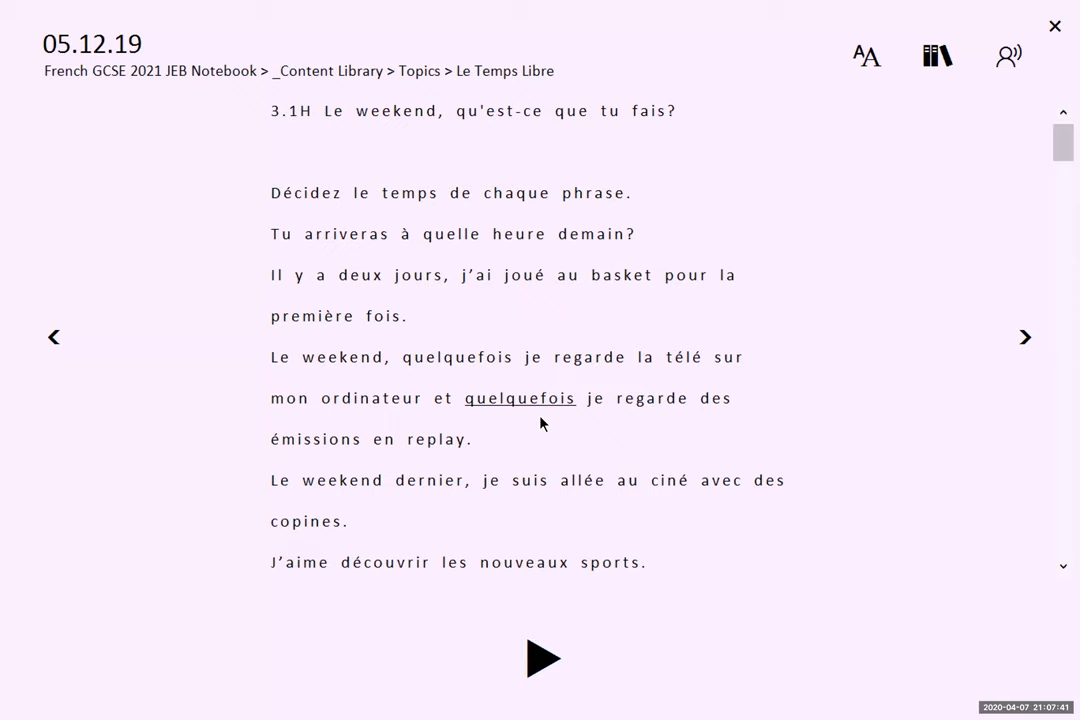 05.12.19
French GCSE 2021 JEB Notebook > _Content Library > Topics > Le Temps Libre
3.1H Le weekend, qu'est-ce que tu fais?
Décidez le temps de chaque phrase.
Tu arriveras à quelle heure demain?
Il y a deux jours, j’ai joué au basket pour la
première fois.
Le weekend, quelquefois je regarde la télé sur
mon ordinateur et quelquefois je regarde des
émissions en replay.
Le weekend dernier, je suis allée au ciné avec des
copines.
J’aime découvrir les nouveaux sports.
2020-04-07 21:07:41